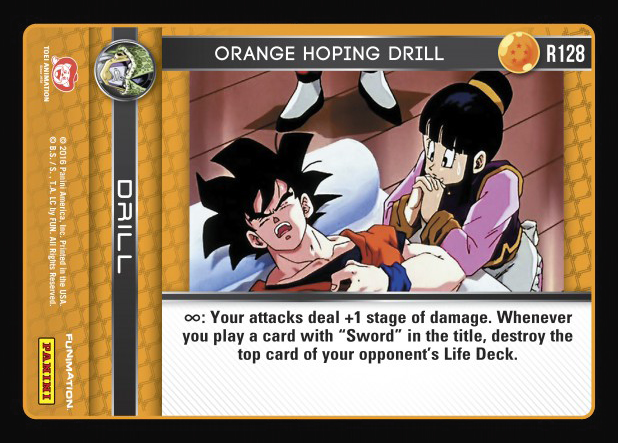 ORANGE HOPING DRILL
R128
DRILL
∞: Your attacks deal +1 stage of damage. Whenever
you play a card with “Sword” in the title, destroy the
top card of your opponent’s Life Deck.
TOEI ANIMATION
© 2016 Panini America, Inc. Printed in the USA.
© B.S./ S., T.A. LC by FUN. All Rights Reserved.
FUNIMATION
PANINI